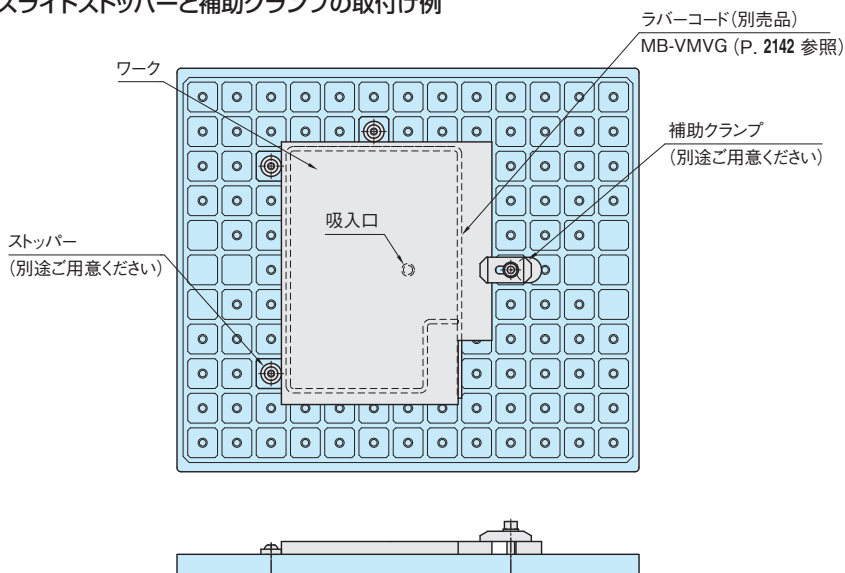 スライドストッパーと補助クランプの取付け例
ラバーコード(別売品)
MB-VMVG (P. 2142 参照)
ワーク
補助クランプ
(別途ご用意ください)
吸入口
ストッパー
(別途ご用意ください)